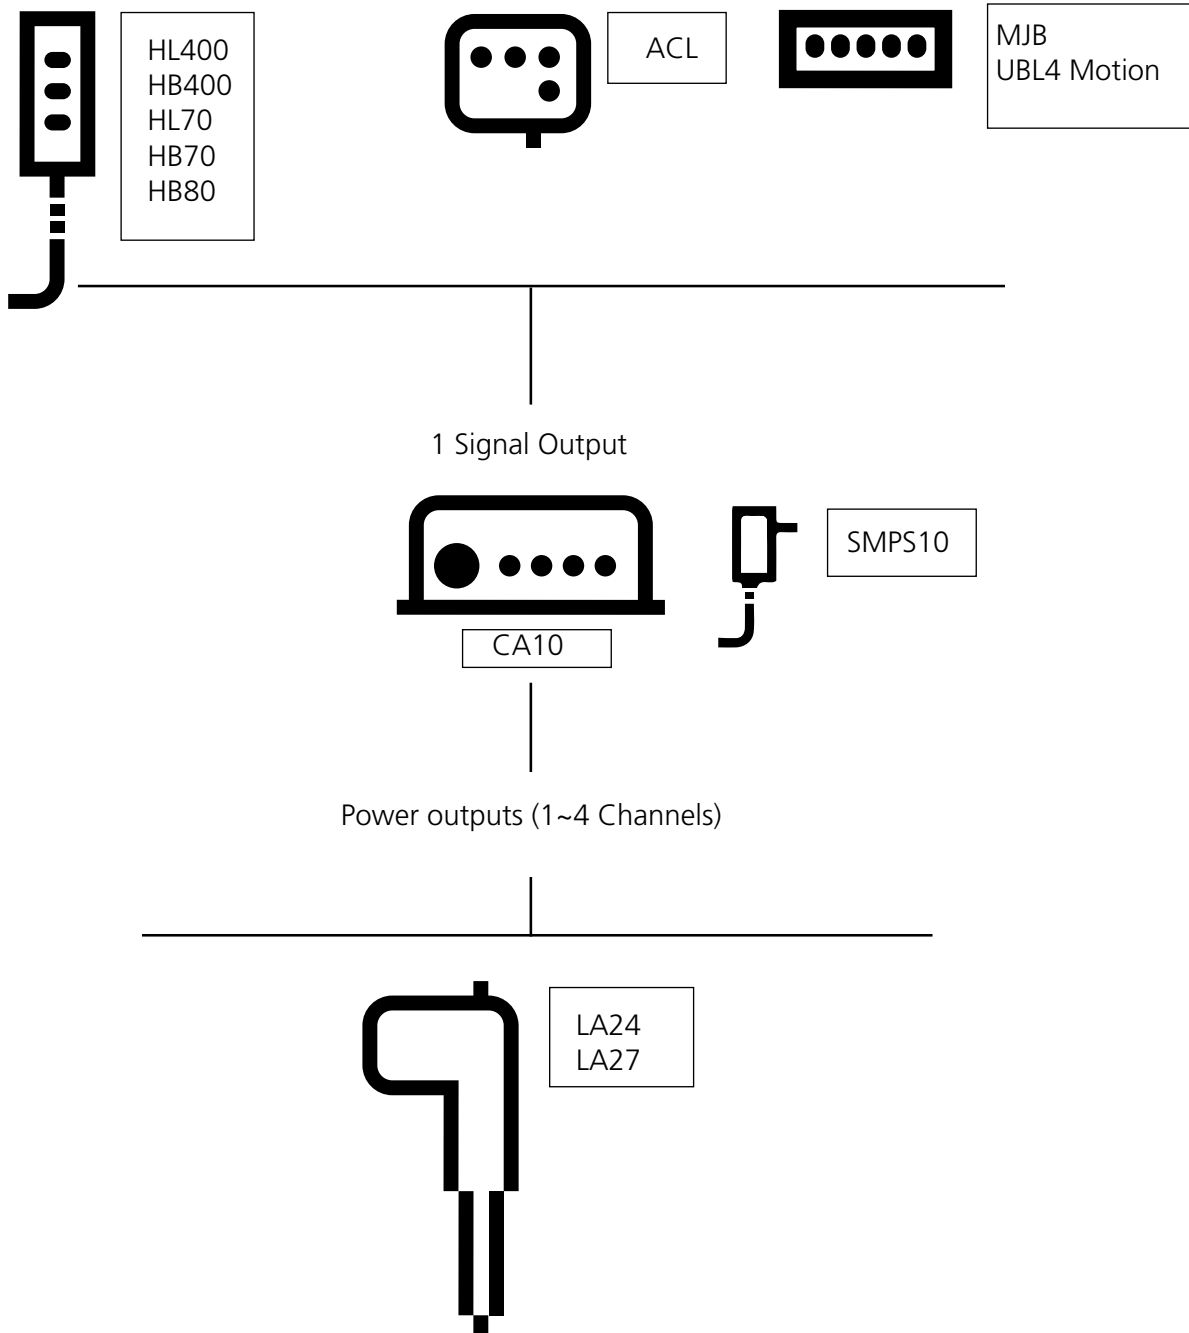 HL400
HB400
HL70
HB70
HB80
ACL
MJB
UBL4 Motion
1 Signal Output
SMPS10
CA10
Power outputs (1~4 Channels)
LA24
LA27